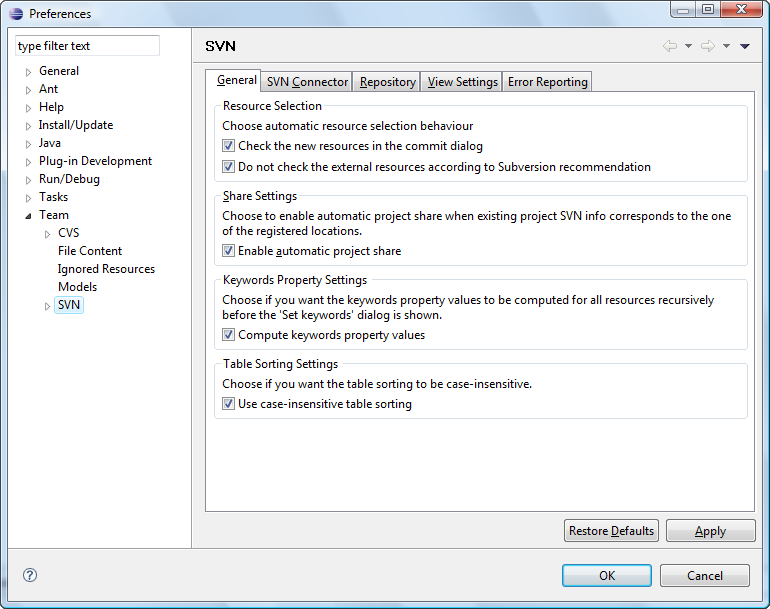 Preferences
type filter text
General
Ant
Help
Install/Update
Java
Plug-in Development
Run/Debug
Tasks
Team
CVS
File Content
Ignored Resources
Models
SVN
SVN
General SVN Connector Repository View Settings Error Reporting
Resource Selection
Choose automatic resource selection behaviour
Check the new resources in the commit dialog
Do not check the external resources according to Subversion recommendation
Share Settings
Choose to enable automatic project share when existing project SVN info corresponds to the one
of the registered locations.
Enable automatic project share
Keywords Property Settings
Choose if you want the keywords property values to be computed for all resources recursively
before the 'Set keywords' dialog is shown.
Compute keywords property values
Table Sorting Settings
Choose if you want the table sorting to be case-insensitive.
Use case-insensitive table sorting
Restore Defaults Apply
? OK Cancel